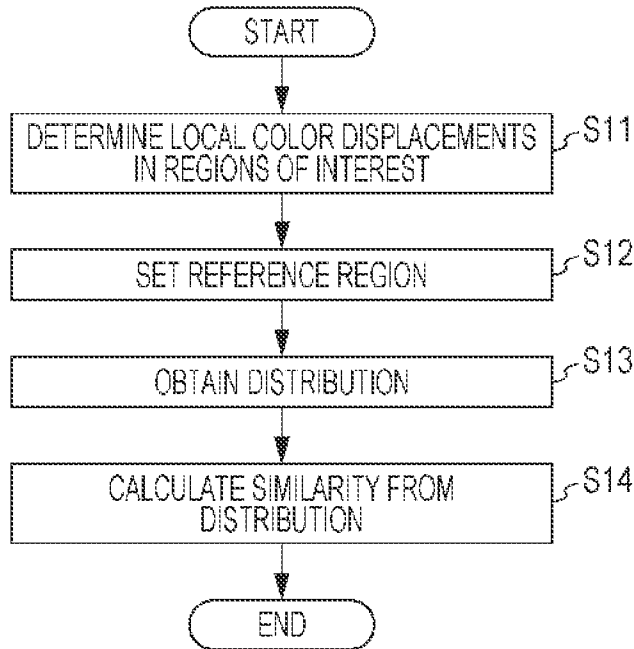 START
DETERMINE LOCAL COLOR DISPLACEMENTS
IN REGIONS OF INTEREST
S11
SET REFERENCE REGION
S12
OBTAIN DISTRIBUTION
S13
CALCULATE SIMILARITY FROM
DISTRIBUTION
S14
END